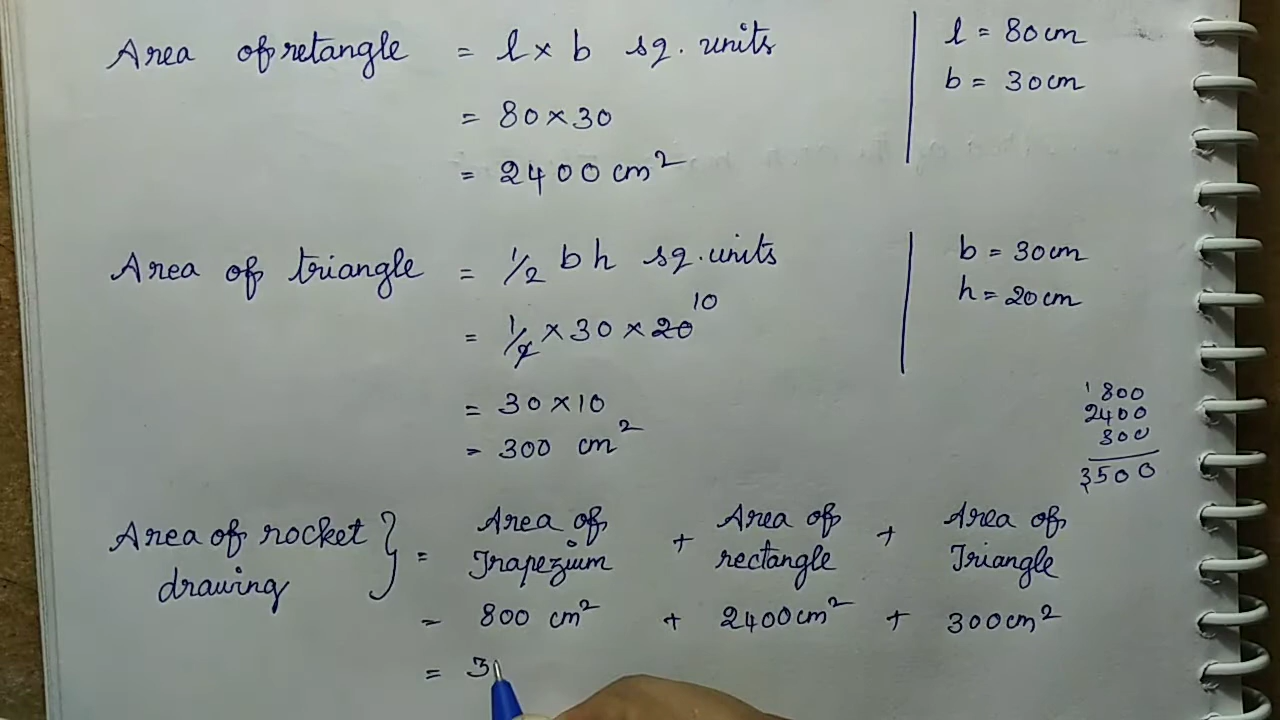 Area of retangle = l × b sq. units
= 80 × 30
= 2400 cm²
l = 80 cm
b = 30 cm
Area of triangle = 1/2 b h sq. units
= 1/2 × 30 × 20 10
= 30 × 10
= 300 cm²
b = 30 cm
h = 20 cm
1 800
2400
300
3500
Area of rocket drawing } = Area of Trapezium + Area of rectangle + Area of Triangle
= 800 cm² + 2400 cm² + 300 cm²
= 3